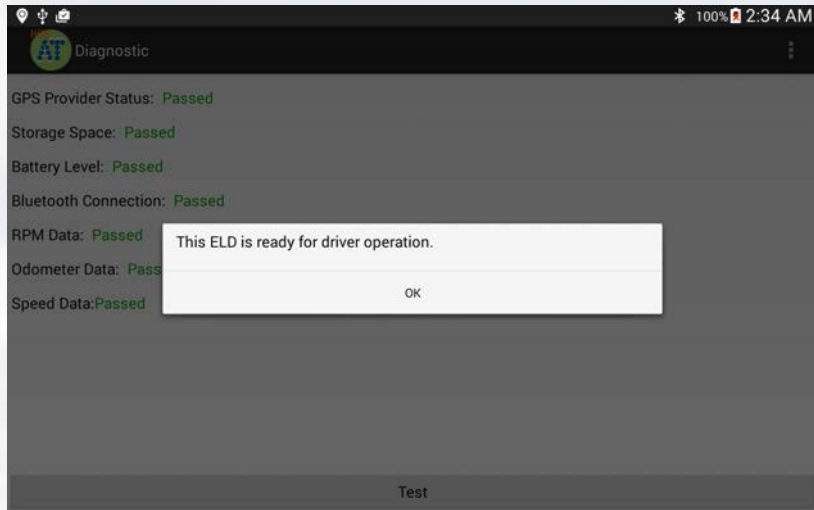 100% 2:34 AM
AT Diagnostic
GPS Provider Status: Passed
Storage Space: Passed
Battery Level: Passed
Bluetooth Connection: Passed
RPM Data: Passed
This ELD is ready for driver operation.
Odometer Data: Pass
OK
Speed Data:Passed
Test